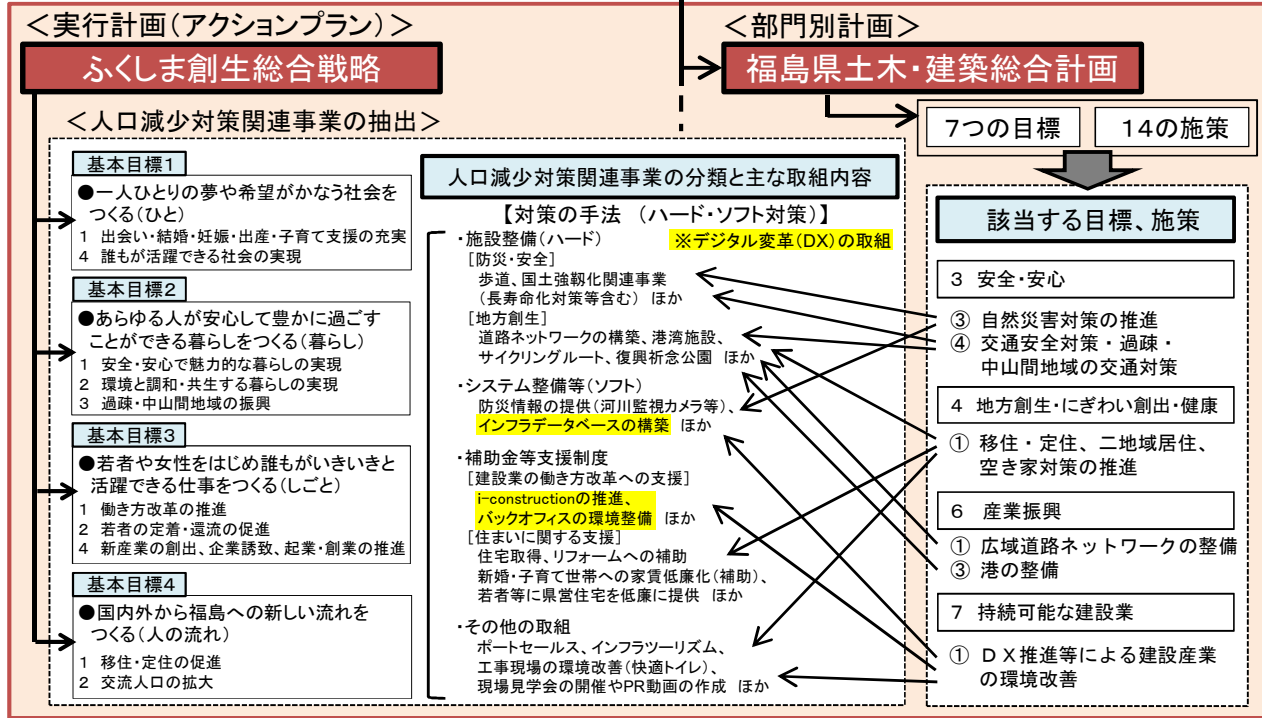 ＜実行計画(アクションプラン)＞
ふくしま創生総合戦略
＜部門別計画＞
福島県土木・建築総合計画
7つの目標
14の施策
＜人口減少対策関連事業の抽出＞
基本目標1
●一人ひとりの夢や希望がかなう社会を
つくる(ひと)
1 出会い・結婚・妊娠・出産・子育て支援の充実
4 誰もが活躍できる社会の実現
基本目標2
●あらゆる人が安心して豊かに過ごす
ことができる暮らしをつくる(暮らし)
1 安全・安心で魅力的な暮らしの実現
2 環境と調和・共生する暮らしの実現
3 過疎・中山間地域の振興
基本目標3
●若者や女性をはじめ誰もがいきいきと
活躍できる仕事をつくる(しごと)
1 働き方改革の推進
2 若者の定着・還流の促進
4 新産業の創出、企業誘致、起業・創業の推進
基本目標4
●国内外から福島への新しい流れを
つくる(人の流れ)
1 移住・定住の促進
2 交流人口の拡大
人口減少対策関連事業の分類と主な取組内容
【対策の手法 (ハード・ソフト対策)】
・施設整備(ハード) ※デジタル変革(DX)の取組
[防災・安全]
歩道、国土強靱化関連事業
(長寿命化対策等含む) ほか
[地方創生]
道路ネットワークの構築、港湾施設、
サイクリングルート、復興祈念公園 ほか
・システム整備等(ソフト)
防災情報の提供(河川監視カメラ等)、
インフラデータベースの構築 ほか
・補助金等支援制度
[建設業の働き方改革への支援]
i-constructionの推進、
バックオフィスの環境整備 ほか
[住まいに関する支援]
住宅取得、リフォームへの補助
新婚・子育て世帯への家賃低廉化(補助)、
若者等に県営住宅を低廉に提供 ほか
・その他の取組
ポートセールス、インフラツーリズム、
工事現場の環境改善(快適トイレ)、
現場見学会の開催やPR動画の作成 ほか
該当する目標、施策
3 安全・安心
③ 自然災害対策の推進
④ 交通安全対策・過疎・
中山間地域の交通対策
4 地方創生・にぎわい創出・健康
① 移住・定住、二地域居住、
空き家対策の推進
6 産業振興
① 広域道路ネットワークの整備
③ 港の整備
7 持続可能な建設業
① DX推進等による建設産業
の環境改善